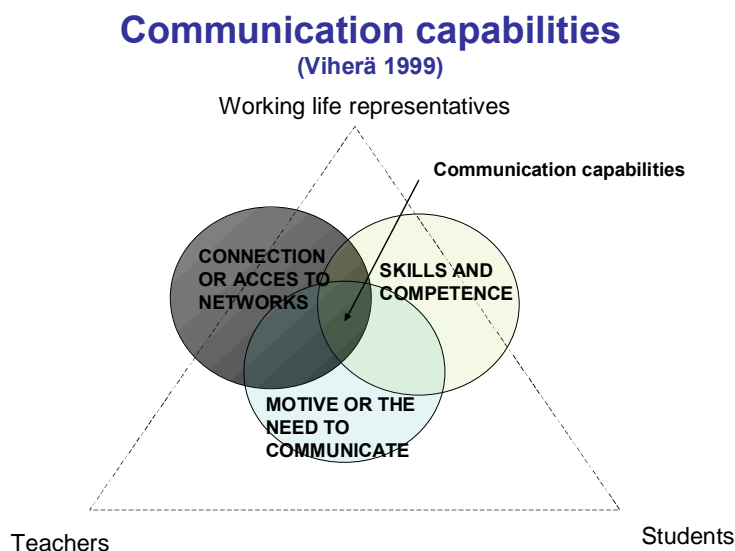 Communication capabilities
(Viherä 1999)
Working life representatives
Communication capabilities
CONNECTION
OR ACCES TO
NETWORKS
SKILLS AND
COMPETENCE
MOTIVE OR THE
NEED TO
COMMUNICATE
Teachers
Students